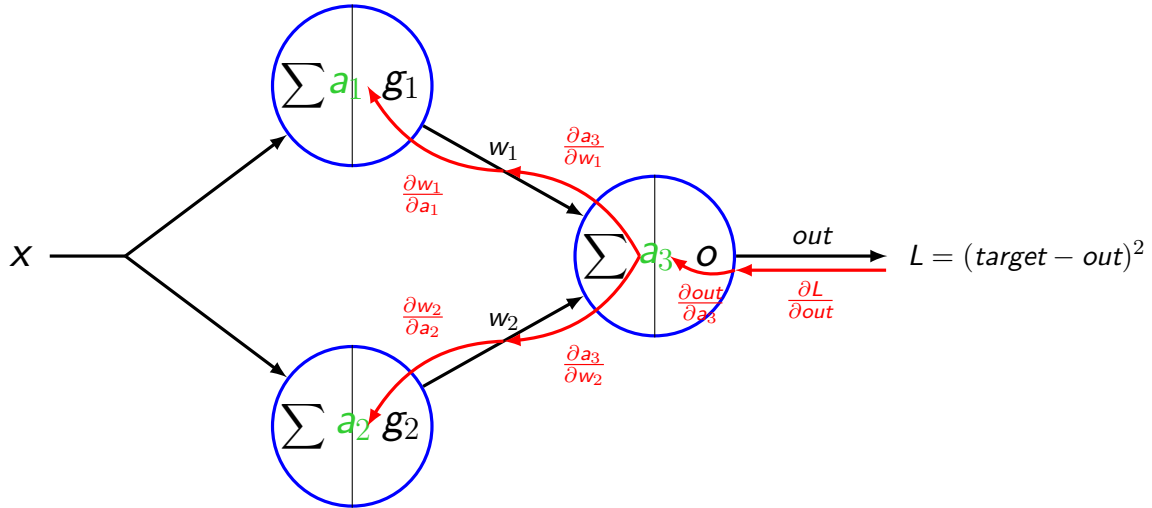 ∑ a₁ g₁
w₁
∂a₃/∂w₁
∂w₁/∂a₁
x
∑ a₃ o
out
L = (target − out)²
∂out/∂a₃
∂L/∂out
∂w₂/∂a₂
w₂
∂a₃/∂w₂
∑ a₂ g₂